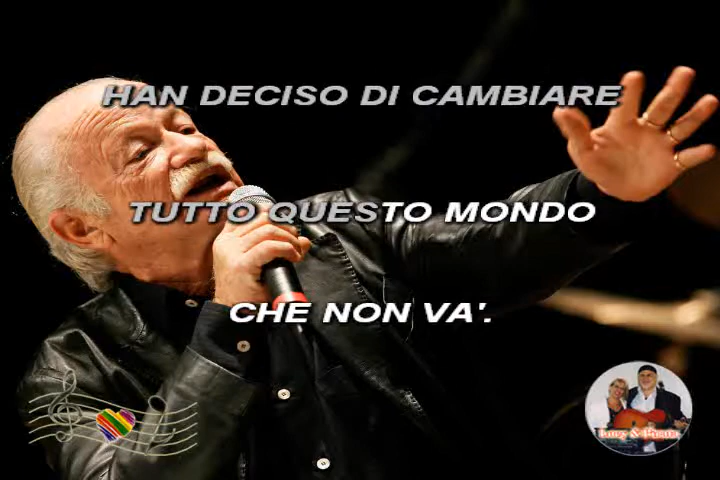 HAN DECISO DI CAMBIARE
TUTTO QUESTO MONDO
CHE NON VA'.